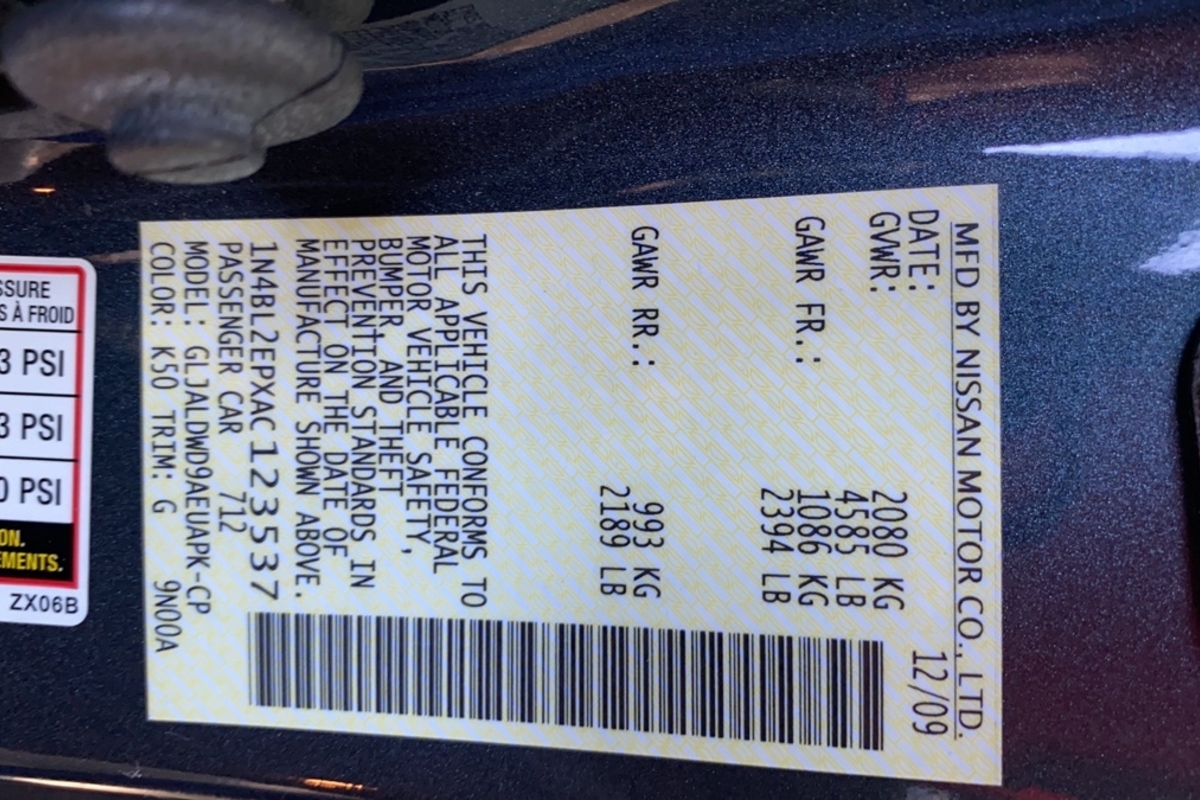 MFD BY NISSAN MOTOR CO., LTD.
DATE: 12/09
GVWR: 2080 KG
4585 LB
GAWR FR.: 1086 KG
2394 LB
GAWR RR.: 993 KG
2189 LB
THIS VEHICLE CONFORMS TO
ALL APPLICABLE FEDERAL
MOTOR VEHICLE SAFETY,
BUMPER, AND THEFT
PREVENTION STANDARDS IN
EFFECT ON THE DATE OF
MANUFACTURE SHOWN ABOVE.
1N4BL2EPXAC123537
PASSENGER CAR 712
MODEL: GLJALDWD9AEUAPK-CP
COLOR: K50 TRIM: G 9N00A
SSURE
S À FROID
3 PSI
3 PSI
0 PSI
ON.
EMENTS.
ZX06B